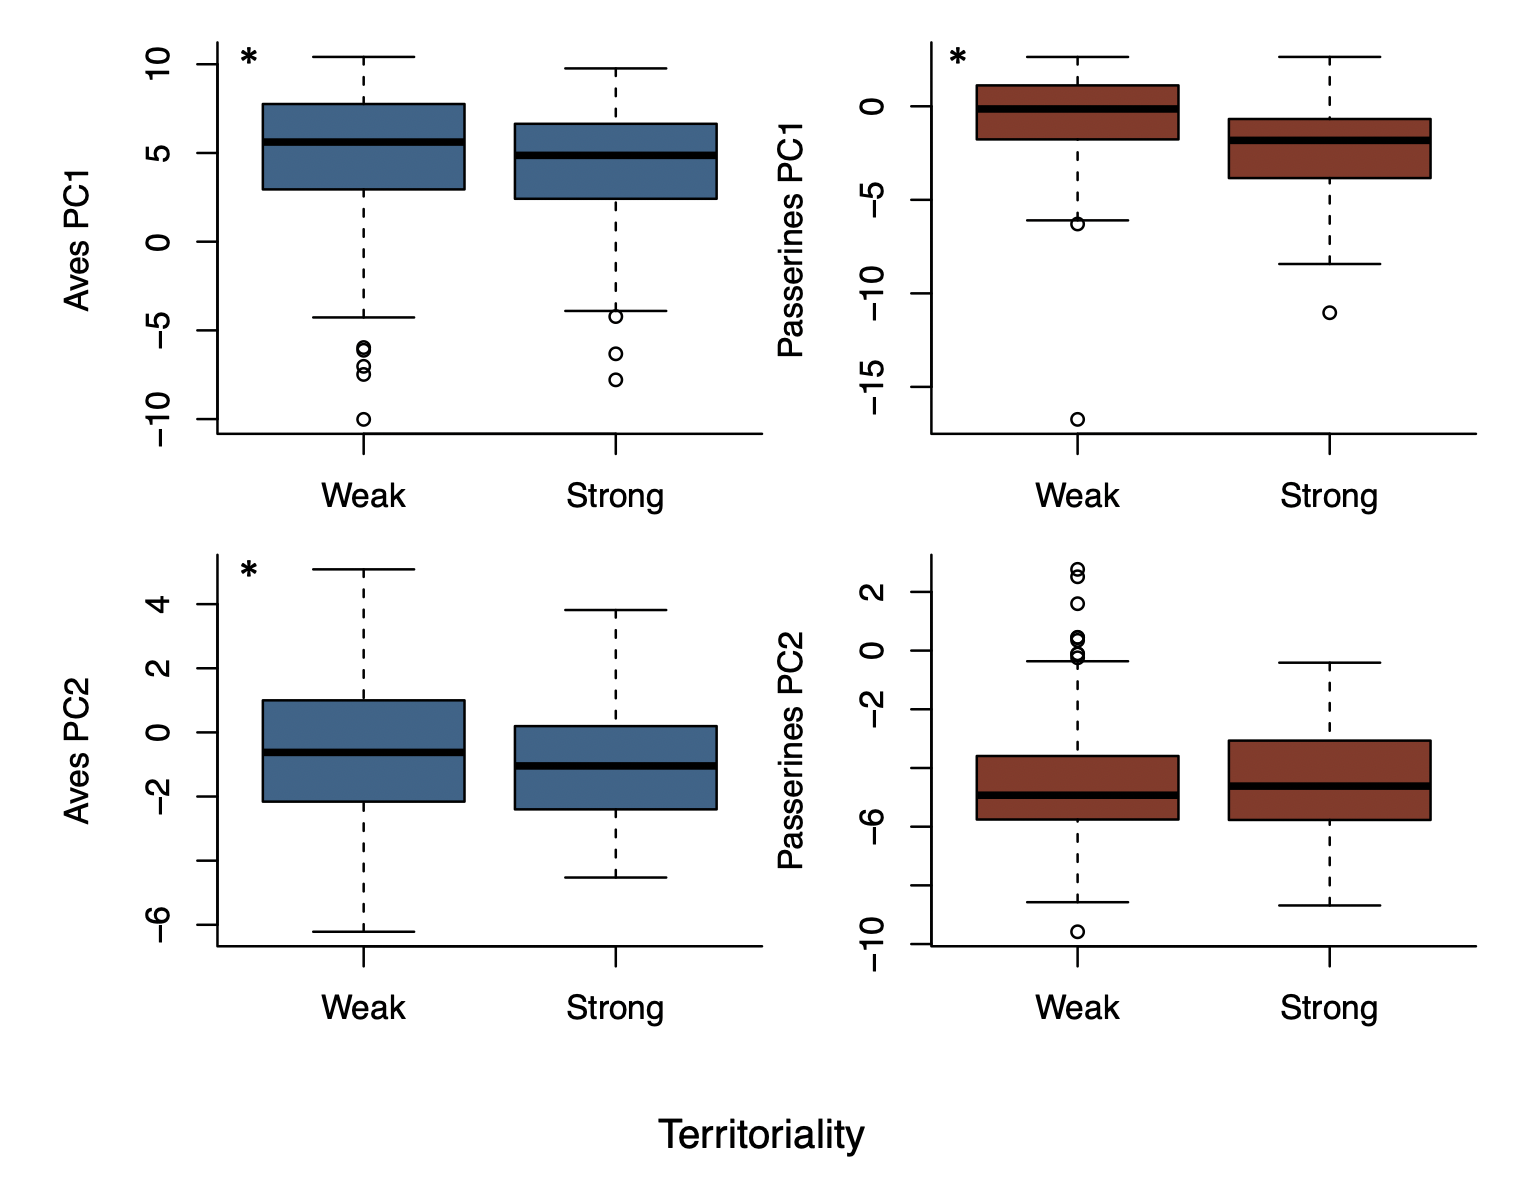 *
10
5
0
−5
−10
Aves PC1
Weak
Strong
*
0
−5
−10
−15
Passerines PC1
Weak
Strong
*
4
2
0
−2
−6
Aves PC2
Weak
Strong
2
0
−2
−6
−10
Passerines PC2
Weak
Strong
Territoriality